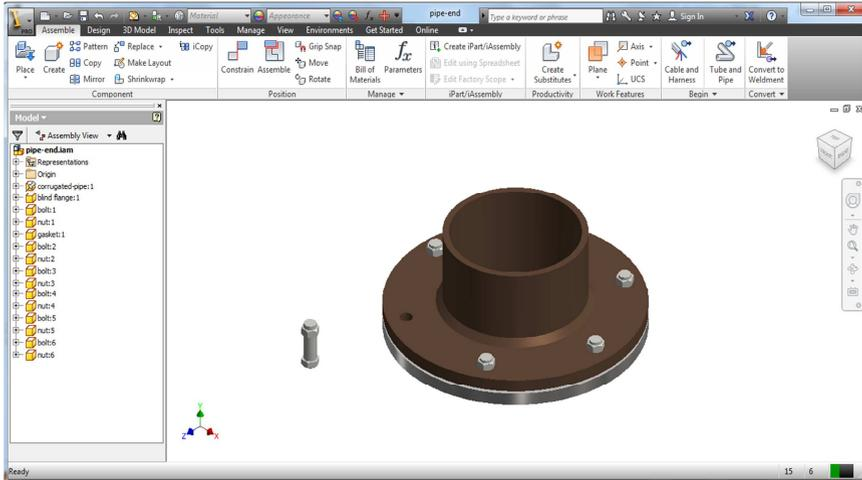 PRO
Material
Appearance
pipe-end
Type a keyword or phrase
Sign In
Assemble Design 3D Model Inspect Tools Manage View Environments Get Started Online
Place
Create
Pattern
Copy
Mirror
Replace
Make Layout
Shrinkwrap
iCopy
Component
Constrain
Assemble
Grip Snap
Move
Rotate
Position
Bill of
Materials
fx
Parameters
Manage
Create iPart/iAssembly
Edit using Spreadsheet
Edit Factory Scope
iPart/iAssembly
Create
Substitutes
Productivity
Plane
Axis
Point
UCS
Work Features
Cable and
Harness
Tube and
Pipe
Begin
Convert to
Weldment
Convert
Model
Assembly View
pipe-end.iam
Representations
Origin
corrugated-pipe:1
blind flange:1
bolt:1
nut:1
gasket:1
bolt:2
nut:2
bolt:3
nut:3
bolt:4
nut:4
bolt:5
nut:5
bolt:6
nut:6
Y
Z X
Ready
15 6